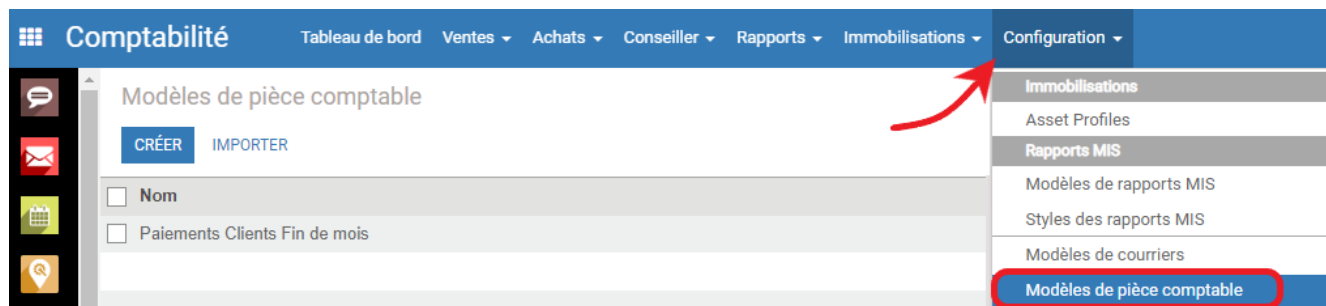 Comptabilité Tableau de bord Ventes Achats Conseiller Rapports Immobilisations Configuration
Modèles de pièce comptable
CRÉER IMPORTER
Nom
Paiements Clients Fin de mois
Immobilisations
Asset Profiles
Rapports MIS
Modèles de rapports MIS
Styles des rapports MIS
Modèles de courriers
Modèles de pièce comptable